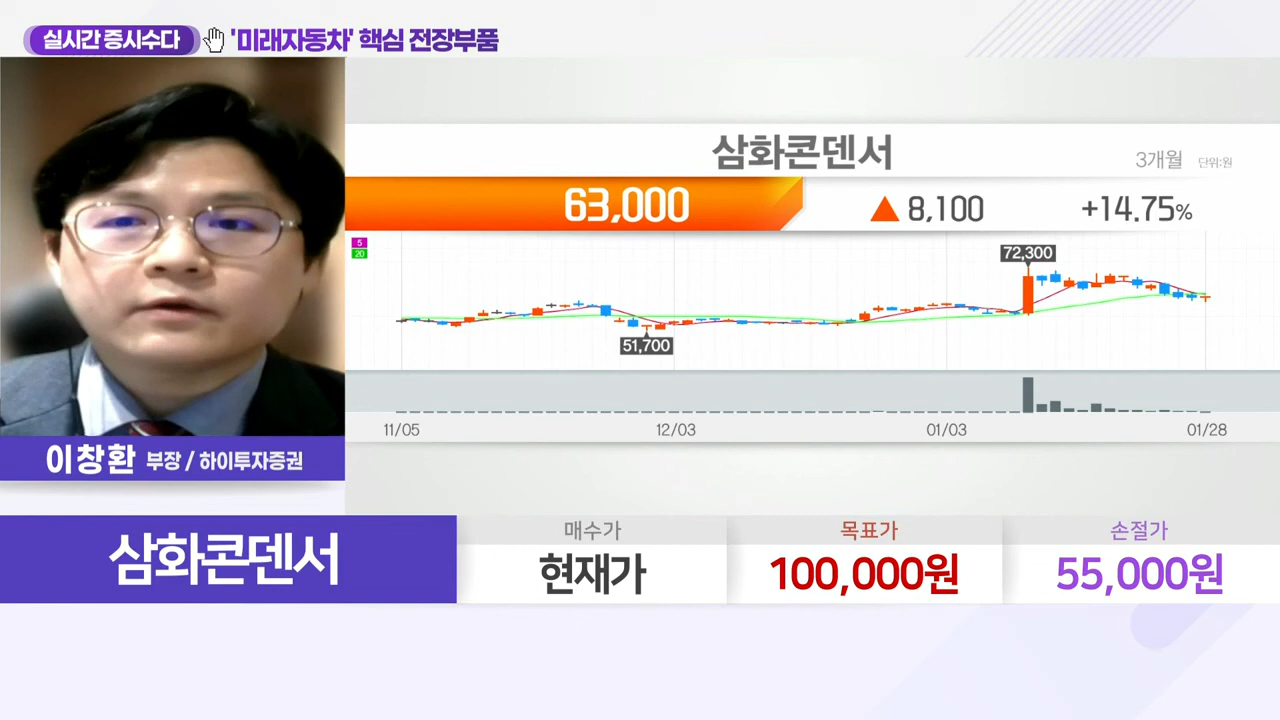 실시간 증시수다 '미래자동차' 핵심 전장부품
삼화콘덴서
3개월 단위:원
63,000 ▲ 8,100 +14.75%
5
20
72,300
51,700
11/05 12/03 01/03 01/28
이창환 부장 / 하이투자증권
삼화콘덴서
매수가 목표가 손절가
현재가 100,000원 55,000원